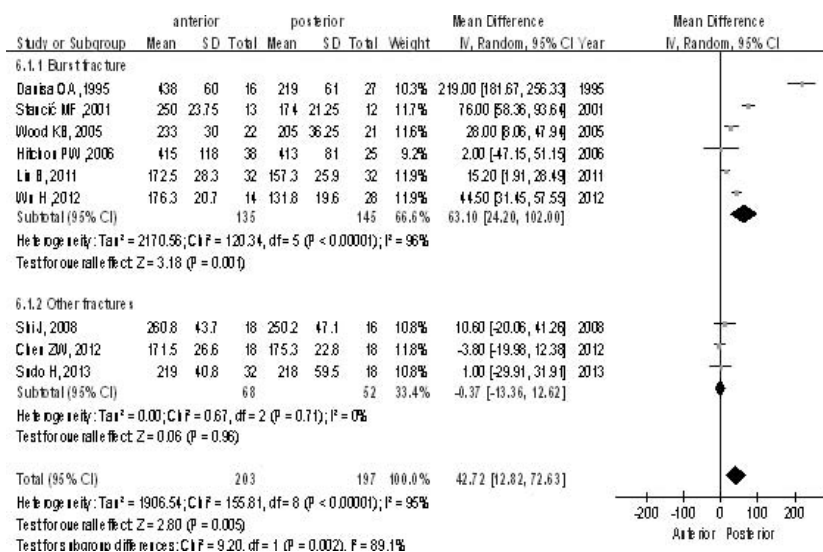 anterior posterior Mean Difference Mean Difference
Study or Subgroup Mean SD Total Mean SD Total Weight IV, Random, 95% CI Year IV, Random, 95% CI
6.1.1 Burst fracture
Danisa OA, 1995 438 60 16 219 61 27 10.3% 219.00 [181.67, 256.33] 1995
Stancić MF, 2001 250 23.75 13 174 21.25 12 11.7% 76.00 [58.36, 93.64] 2001
Wood KB, 2005 233 30 22 205 36.25 21 11.7% 28.00 [8.06, 47.94] 2005
Hitchon PW, 2006 415 118 38 413 81 25 9.2% 2.00 [-47.15, 51.15] 2006
Lin B, 2011 172.5 28.3 32 157.3 25.9 32 11.9% 15.20 [1.91, 28.49] 2011
Wu H, 2012 176.3 20.7 14 131.8 19.6 28 11.9% 44.50 [31.45, 57.55] 2012
Subtotal (95% CI) 135 145 66.6% 63.10 [24.20, 102.00]
Heterogeneity: Tau² = 2170.56; Chi² = 120.34, df = 5 (P < 0.00001); I² = 96%
Test for overall effect: Z = 3.18 (P = 0.001)
6.1.2 Other fractures
Shi J, 2008 260.8 43.7 18 250.2 47.1 16 10.8% 10.60 [-20.06, 41.26] 2008
Chen ZW, 2012 171.5 26.6 18 175.3 22.8 18 11.8% -3.80 [-19.98, 12.38] 2012
Sudo H, 2013 219 40.8 32 218 59.5 18 10.8% 1.00 [-29.91, 31.91] 2013
Subtotal (95% CI) 68 52 33.4% -0.37 [-13.36, 12.62]
Heterogeneity: Tau² = 0.00; Chi² = 0.67, df = 2 (P = 0.71); I² = 0%
Test for overall effect: Z = 0.06 (P = 0.96)
Total (95% CI) 203 197 100.0% 42.72 [12.82, 72.63]
Heterogeneity: Tau² = 1906.54; Chi² = 155.81, df = 8 (P < 0.00001); I² = 95%
Test for overall effect: Z = 2.80 (P = 0.005)
Test for subgroup differences: Chi² = 9.20, df = 1 (P = 0.002), I² = 89.1%
-200 -100 0 100 200
Anterior Posterior